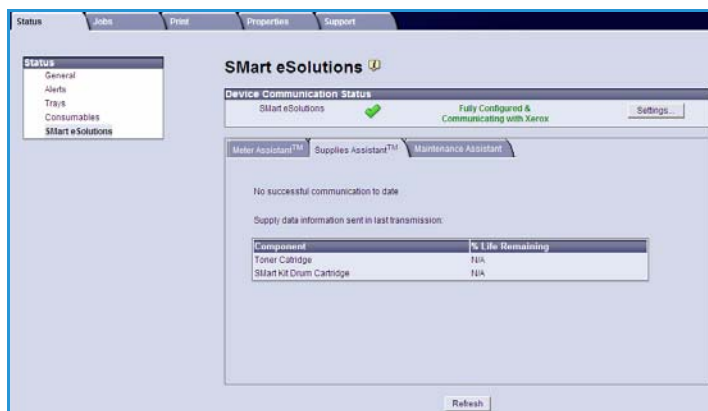 Status Jobs Print Properties Support
Status
General
Alerts
Trays
Consumables
SMart eSolutions
SMart eSolutions
Device Communication Status
SMart eSolutions Fully Configured & Settings...
Communicating with Xerox
Meter Assistant™ Supplies Assistant™ Maintenance Assistant
No successful communication to date
Supply data information sent in last transmission:
Component % Life Remaining
Toner Catridge N/A
SMart Kit Drum Cartridge N/A
Refresh